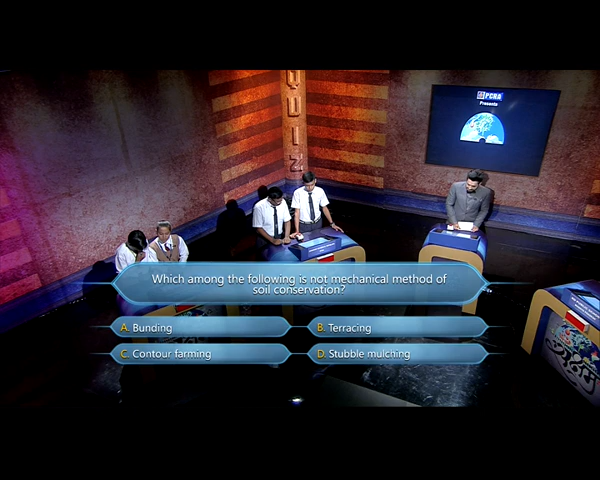 QUIZ
PCRA
Presents
Which among the following is not mechanical method of
soil conservation?
A. Bunding
B. Terracing
C. Contour farming
D. Stubble mulching